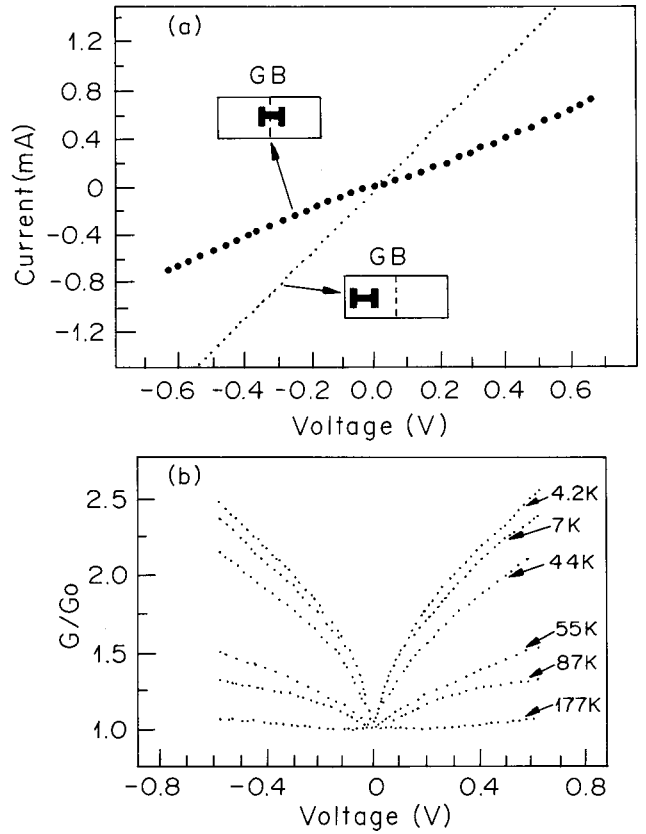 (a)
1.2
0.8
0.4
0
-0.4
-0.8
-1.2
Current(mA)
GB
GB
-0.6 -0.4 -0.2 0.0 0.2 0.4 0.6
Voltage (V)
(b)
2.5
2.0
1.5
1.0
G/Go
4.2K
7K
44K
55K
87K
177K
-0.8 -0.4 0 0.4 0.8
Voltage (V)